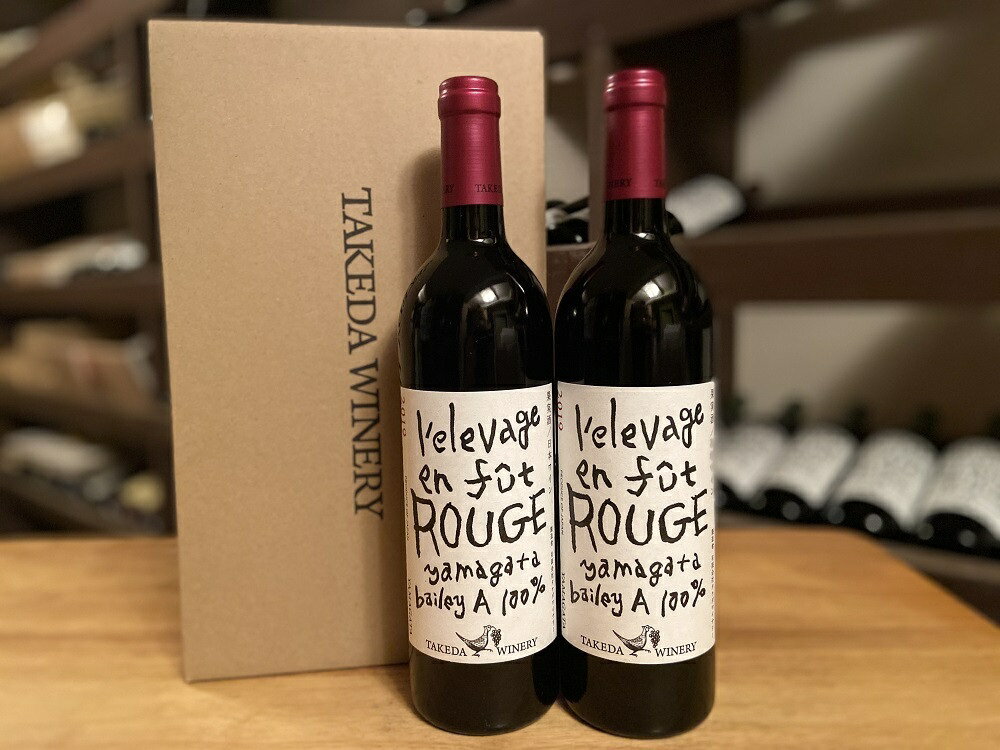 TAKEDA WINERY
TAKE
l'elevage
en fût
ROUGE
yamagata
bailey A 100%
TAKEDA WINERY
l'elevage
en fût
ROUGE
yamagata
bailey A 100%
TAKEDA WINERY